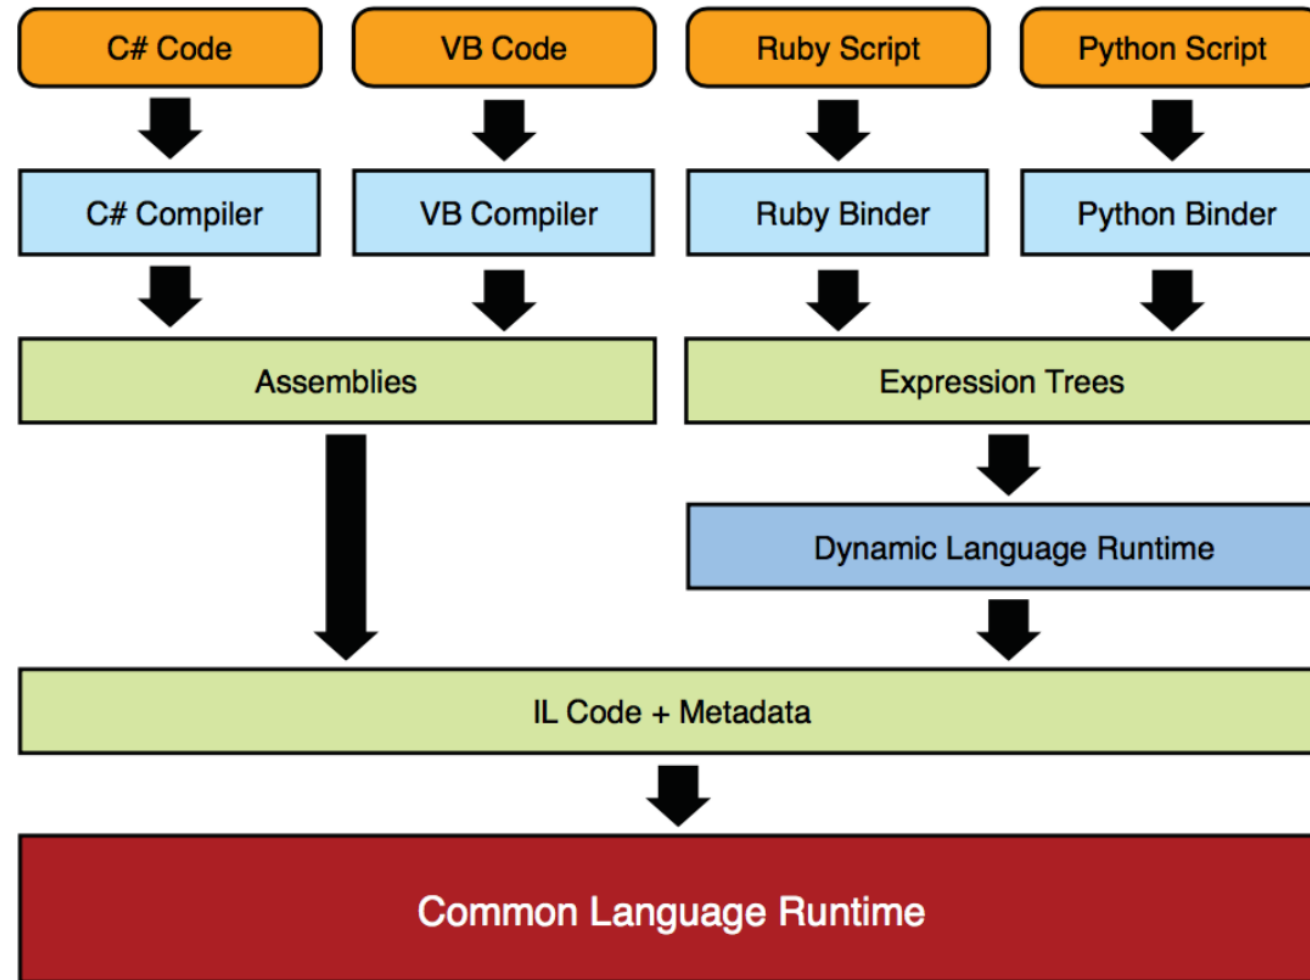 C# Code
VB Code
Ruby Script
Python Script
C# Compiler
VB Compiler
Ruby Binder
Python Binder
Assemblies
Expression Trees
Dynamic Language Runtime
IL Code + Metadata
Common Language Runtime